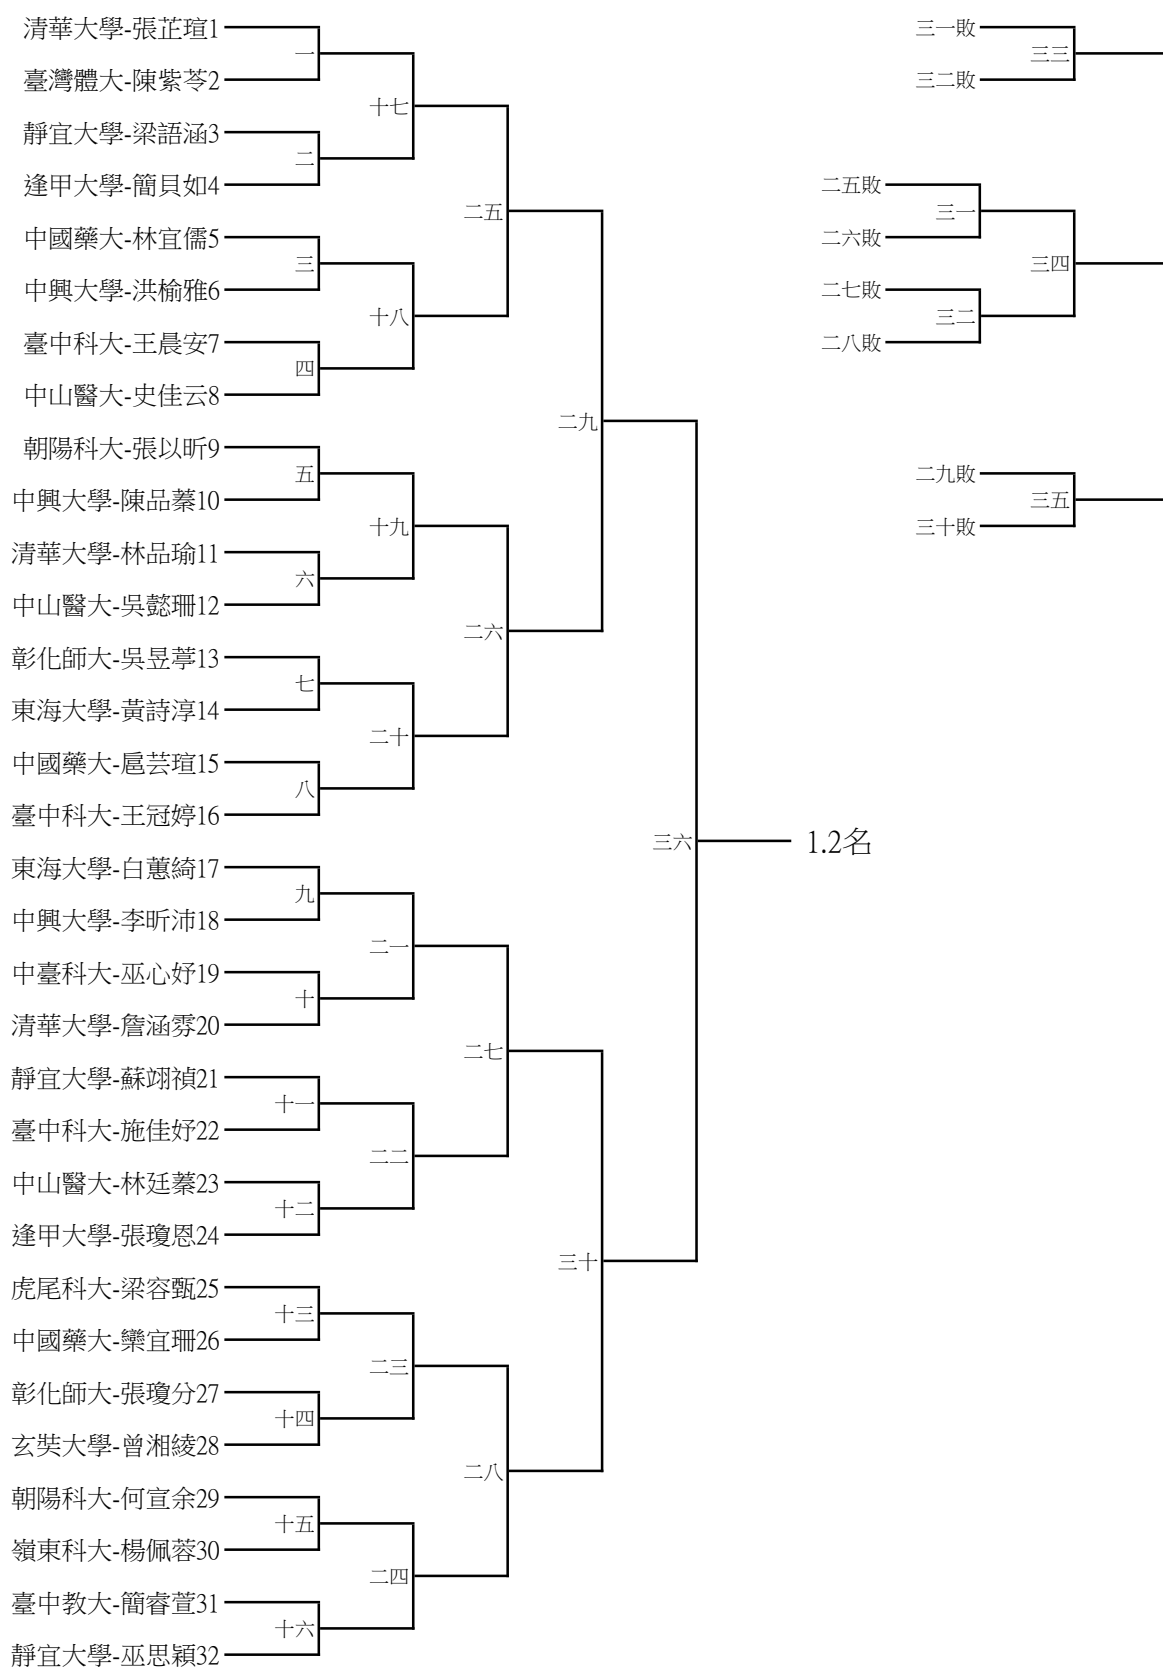 清華大學-張芷瑄1
一
臺灣體大-陳紫苓2
十七
靜宜大學-梁語涵3
二
逢甲大學-簡貝如4
二五
中國藥大-林宜儒5
三
中興大學-洪榆雅6
十八
臺中科大-王晨安7
四
中山醫大-史佳云8
二九
朝陽科大-張以昕9
五
中興大學-陳品蓁10
十九
清華大學-林品瑜11
六
中山醫大-吳懿珊12
二六
彰化師大-吳昱葶13
七
東海大學-黃詩淳14
二十
中國藥大-扈芸瑄15
八
臺中科大-王冠婷16
三六
1.2名
東海大學-白蕙綺17
九
中興大學-李昕沛18
二一
中臺科大-巫心妤19
十
清華大學-詹涵雰20
二七
靜宜大學-蘇翊禎21
十一
臺中科大-施佳妤22
二二
中山醫大-林廷蓁23
十二
逢甲大學-張瓊恩24
三十
虎尾科大-梁容甄25
十三
中國藥大-欒宜珊26
二三
彰化師大-張瓊分27
十四
玄奘大學-曾湘綾28
二八
朝陽科大-何宣余29
十五
嶺東科大-楊佩蓉30
二四
臺中教大-簡睿萱31
十六
靜宜大學-巫思穎32
三一敗
三三
三二敗
二五敗
三一
二六敗
三四
二七敗
三二
二八敗
二九敗
三五
三十敗